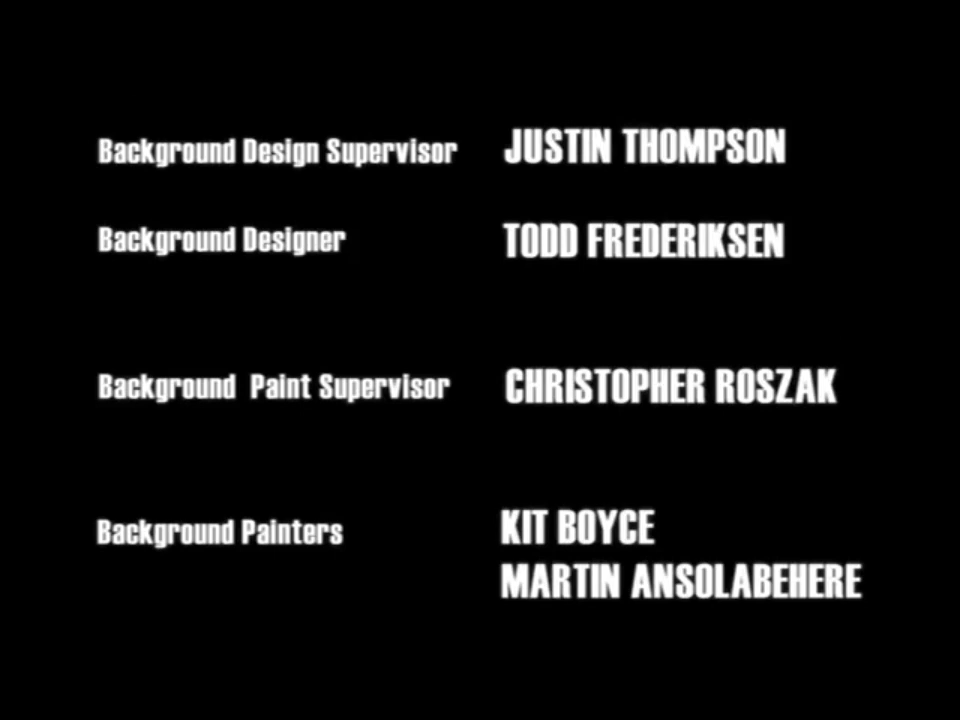 Background Design Supervisor JUSTIN THOMPSON
Background Designer TODD FREDERIKSEN
Background Paint Supervisor CHRISTOPHER ROSZAK
Background Painters KIT BOYCE
MARTIN ANSOLABEHERE